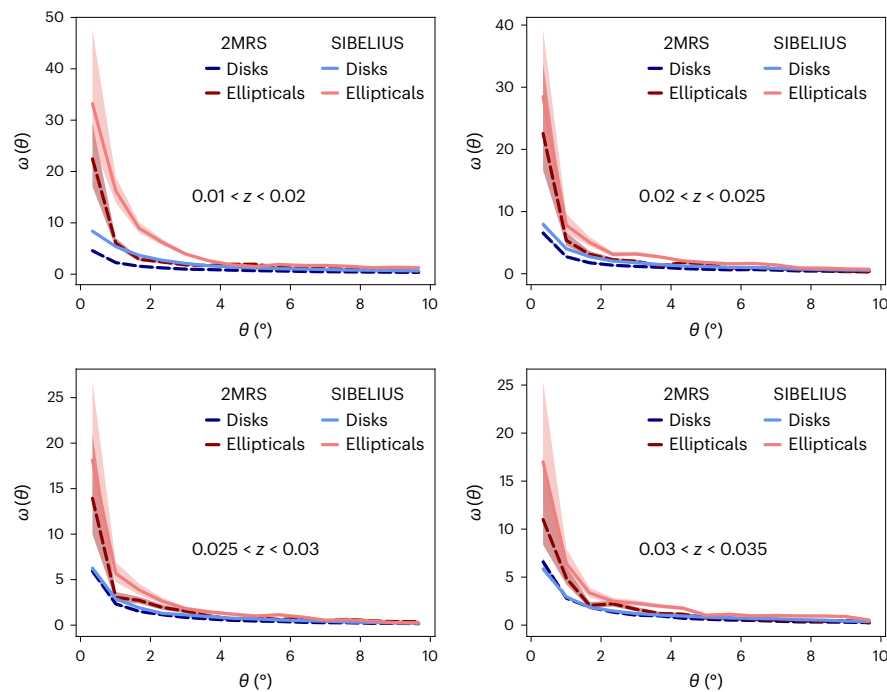 50
40
30
20
10
0
ω(θ)
2MRS SIBELIUS
Disks Disks
Ellipticals Ellipticals
0.01 < z < 0.02
0 2 4 6 8 10
θ (°)
40
30
20
10
0
ω(θ)
2MRS SIBELIUS
Disks Disks
Ellipticals Ellipticals
0.02 < z < 0.025
0 2 4 6 8 10
θ (°)
25
20
15
10
5
0
ω(θ)
2MRS SIBELIUS
Disks Disks
Ellipticals Ellipticals
0.025 < z < 0.03
0 2 4 6 8 10
θ (°)
25
20
15
10
5
0
ω(θ)
2MRS SIBELIUS
Disks Disks
Ellipticals Ellipticals
0.03 < z < 0.035
0 2 4 6 8 10
θ (°)